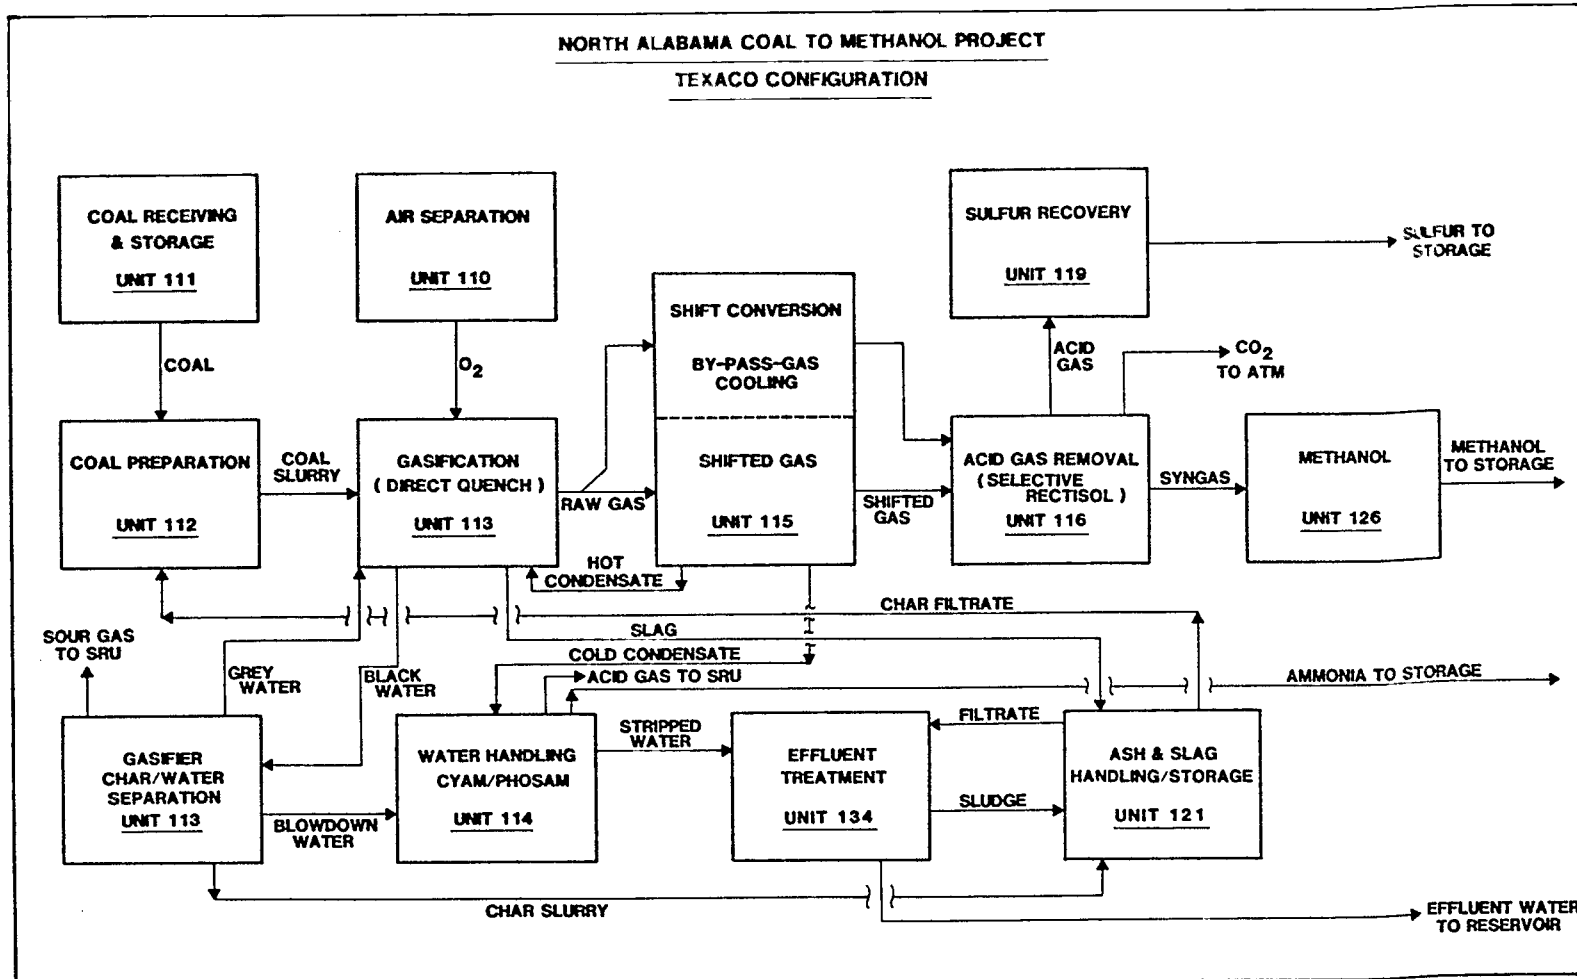 NORTH ALABAMA COAL TO METHANOL PROJECT
TEXACO CONFIGURATION
COAL RECEIVING
& STORAGE
UNIT 111
AIR SEPARATION
UNIT 110
SULFUR RECOVERY
UNIT 119
SULFUR TO
STORAGE
COAL
O2
SHIFT CONVERSION
BY-PASS-GAS
COOLING
SHIFTED GAS
UNIT 115
ACID
GAS
CO2
TO ATM
COAL PREPARATION
UNIT 112
COAL
SLURRY
GASIFICATION
( DIRECT QUENCH )
UNIT 113
RAW GAS
SHIFTED
GAS
ACID GAS REMOVAL
( SELECTIVE
RECTISOL )
UNIT 116
SYNGAS
METHANOL
UNIT 126
METHANOL
TO STORAGE
HOT
CONDENSATE
CHAR FILTRATE
SLAG
SOUR GAS
TO SRU
GREY
WATER
BLACK
WATER
COLD CONDENSATE
ACID GAS TO SRU
AMMONIA TO STORAGE
GASIFIER
CHAR/WATER
SEPARATION
UNIT 113
BLOWDOWN
WATER
WATER HANDLING
CYAM/PHOSAM
UNIT 114
STRIPPED
WATER
EFFLUENT
TREATMENT
UNIT 134
FILTRATE
SLUDGE
ASH & SLAG
HANDLING/STORAGE
UNIT 121
CHAR SLURRY
EFFLUENT WATER
TO RESERVOIR